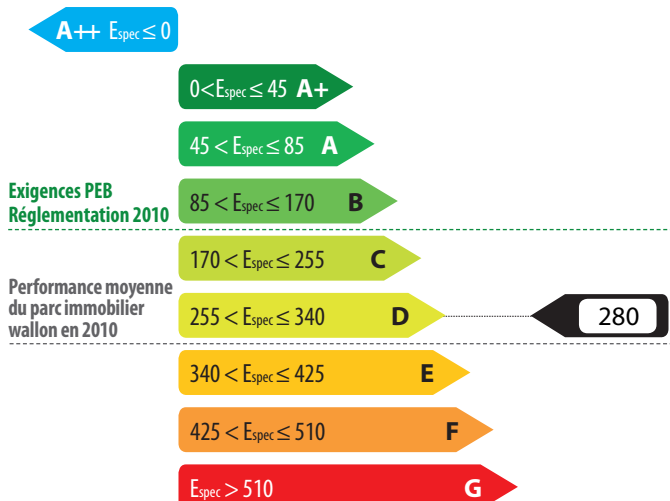 A++ Espec ≤ 0
0 < Espec ≤ 45 A+
45 < Espec ≤ 85 A
Exigences PEB
Réglementation 2010
85 < Espec ≤ 170 B
170 < Espec ≤ 255 C
Performance moyenne
du parc immobilier
wallon en 2010
255 < Espec ≤ 340 D
280
340 < Espec ≤ 425 E
425 < Espec ≤ 510 F
Espec > 510 G